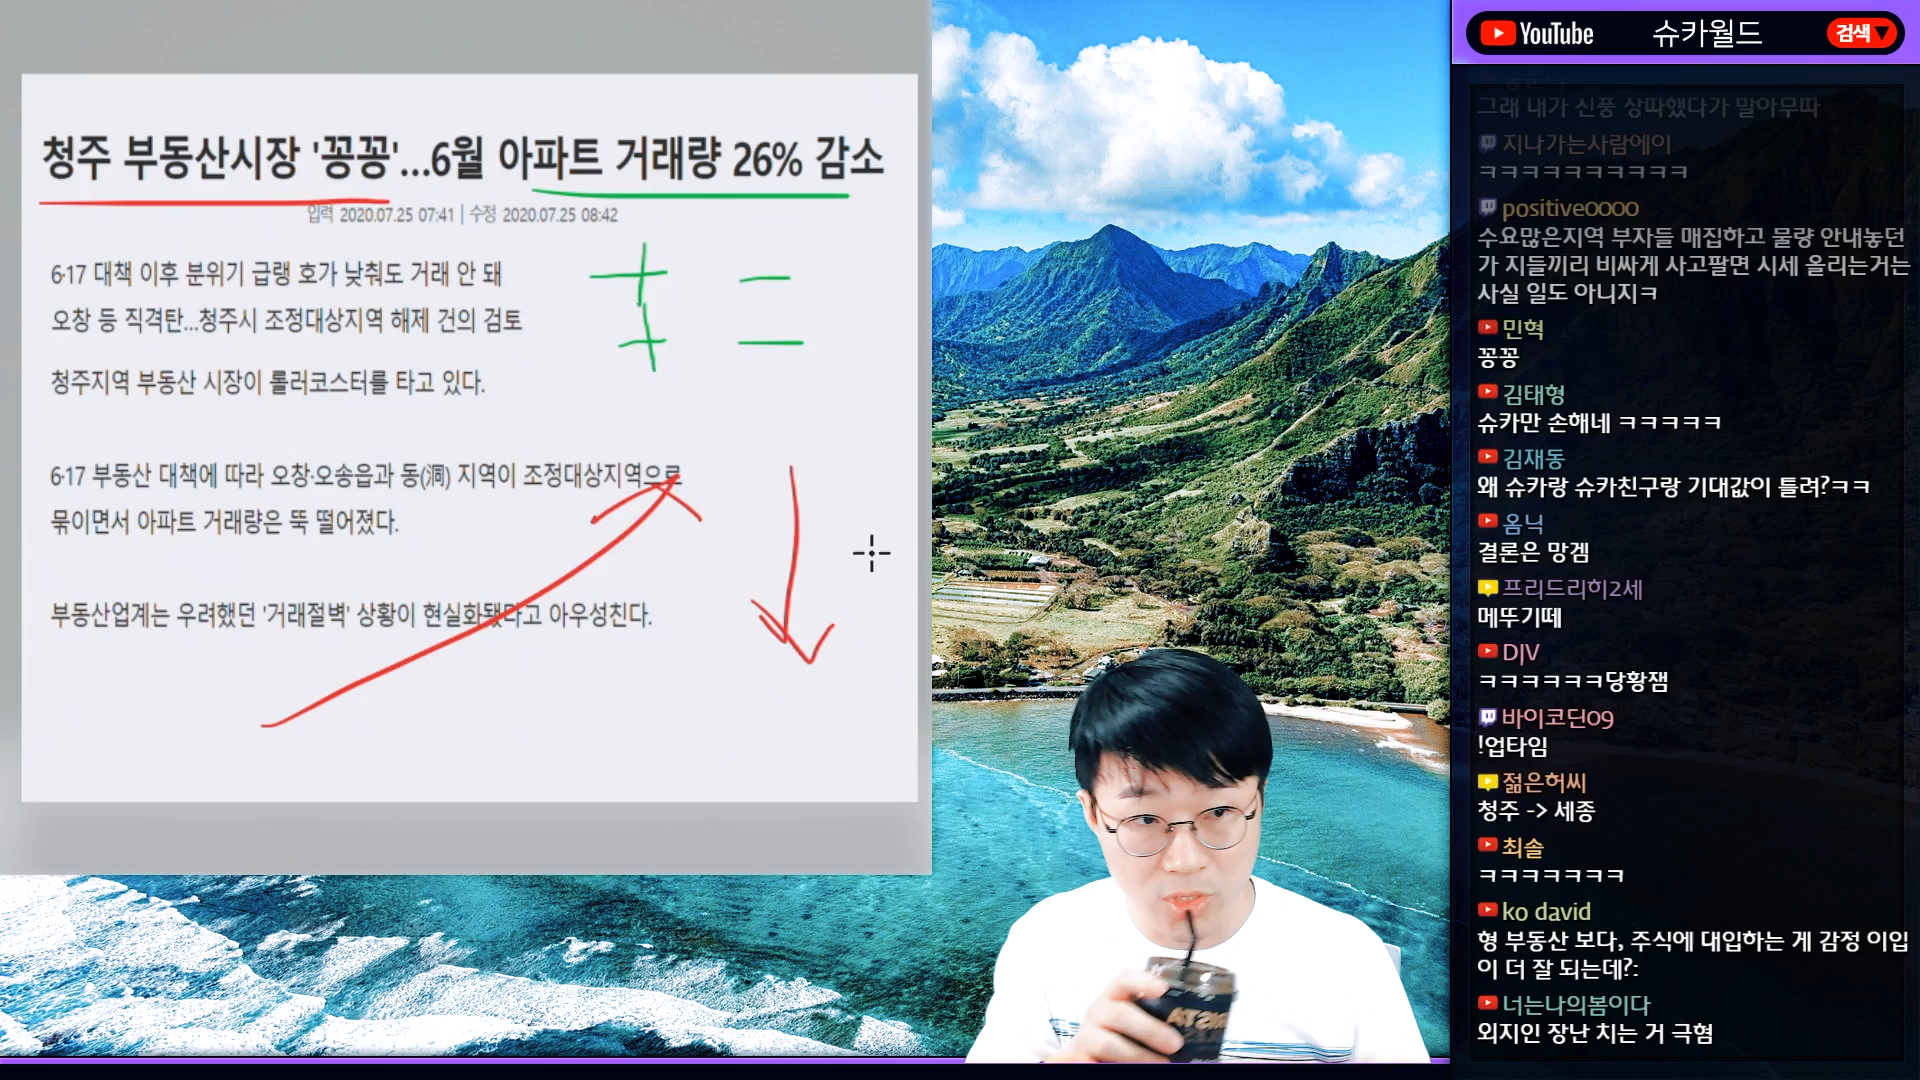 청주 부동산시장 '꽁꽁'...6월 아파트 거래량 26% 감소
입력 2020.07.25 07:41 | 수정 2020.07.25 08:42
6·17 대책 이후 분위기 급랭 호가 낮춰도 거래 안 돼
오창 등 직격탄...청주시 조정대상지역 해제 건의 검토
청주지역 부동산 시장이 롤러코스터를 타고 있다.
6·17 부동산 대책에 따라 오창·오송읍과 동(洞) 지역이 조정대상지역으로
묶이면서 아파트 거래량은 뚝 떨어졌다.
부동산업계는 우려했던 '거래절벽' 상황이 현실화됐다고 아우성친다.
YouTube 슈카월드 검색▼
그래 내가 신풍 상따했다가 말아무따
지나가는사람에이
ㅋㅋㅋㅋㅋㅋㅋㅋㅋㅋ
positive0000
수요많은지역 부자들 매집하고 물량 안내놓던
가 지들끼리 비싸게 사고팔면 시세 올리는거는
사실 일도 아니지ㅋ
민혁
꽁꽁
김태형
슈카만 손해네 ㅋㅋㅋㅋㅋ
김재동
왜 슈카랑 슈카친구랑 기대값이 틀려?ㅋㅋ
옴닉
결론은 망겜
프리드리히2세
메뚜기떼
DJV
ㅋㅋㅋㅋㅋㅋ당황잼
바이코딘09
!업타임
젊은허씨
청주 -> 세종
최솔
ㅋㅋㅋㅋㅋㅋㅋ
ko david
형 부동산 보다, 주식에 대입하는 게 감정 이입
이 더 잘 되는데?:
너는나의봄이다
외지인 장난 치는 거 극혐